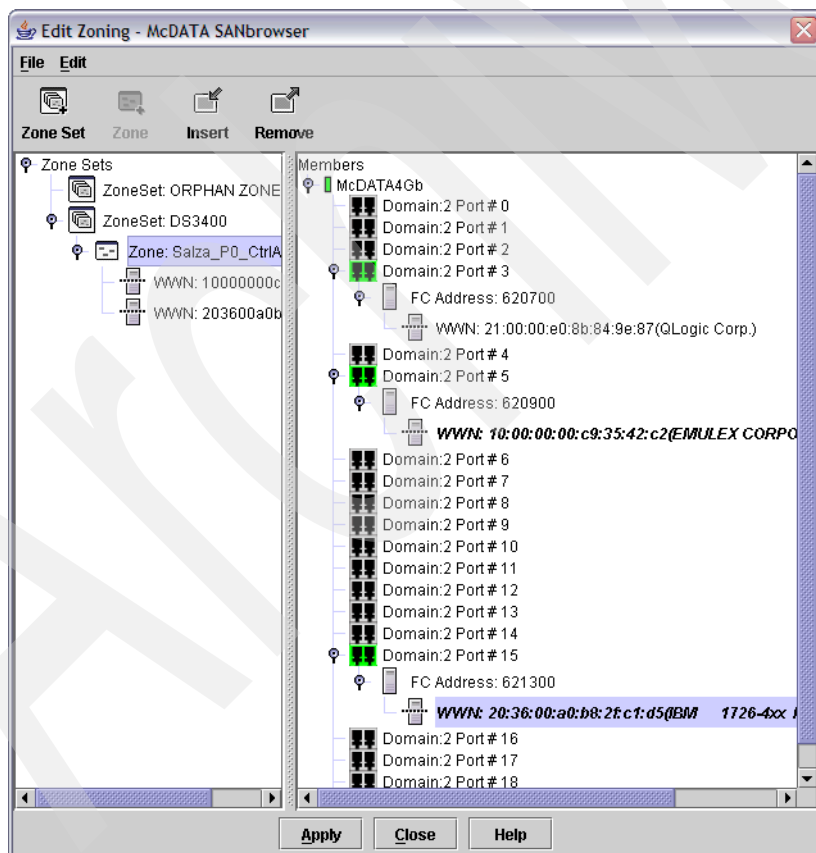 Edit Zoning - McDATA SANbrowser
File Edit
Zone Set Zone Insert Remove
Zone Sets
ZoneSet: ORPHAN ZONE
ZoneSet: DS3400
Zone: Salza_P0_CtrlA
WWN: 10000000c
WWN: 203600a0b
Members
McDATA4Gb
Domain:2 Port # 0
Domain:2 Port # 1
Domain:2 Port # 2
Domain:2 Port # 3
FC Address: 620700
WWN: 21:00:00:e0:8b:84:9e:87(QLogic Corp.)
Domain:2 Port # 4
Domain:2 Port # 5
FC Address: 620900
WWN: 10:00:00:00:c9:35:42:c2(EMULEX CORPO
Domain:2 Port # 6
Domain:2 Port # 7
Domain:2 Port # 8
Domain:2 Port # 9
Domain:2 Port # 10
Domain:2 Port # 11
Domain:2 Port # 12
Domain:2 Port # 13
Domain:2 Port # 14
Domain:2 Port # 15
FC Address: 621300
WWN: 20:36:00:a0:b8:2f:c1:d5(IBM 1726-4xx
Domain:2 Port # 16
Domain:2 Port # 17
Domain:2 Port # 18
Apply Close Help